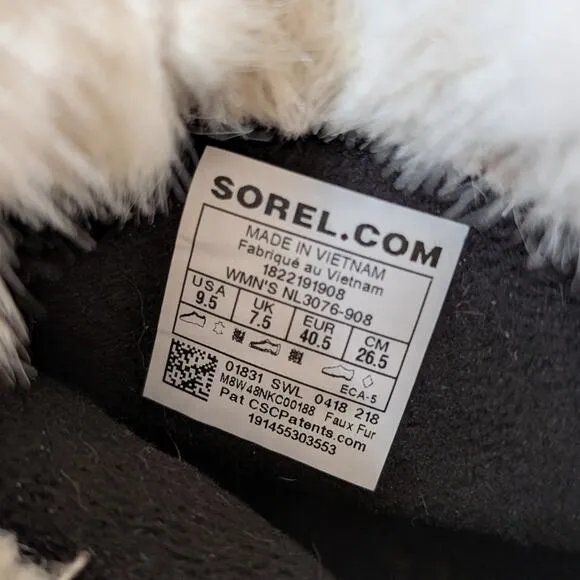 SOREL.COM
MADE IN VIETNAM
Fabriqué au Vietnam
1822191908
WMN'S NL3076-908
USA UK EUR CM
9.5 7.5 40.5 26.5
ECA-5
01831 SWL 0418 218
M8W48NKC00188 Faux Fur
Pat CSCPatents.com
191455303553